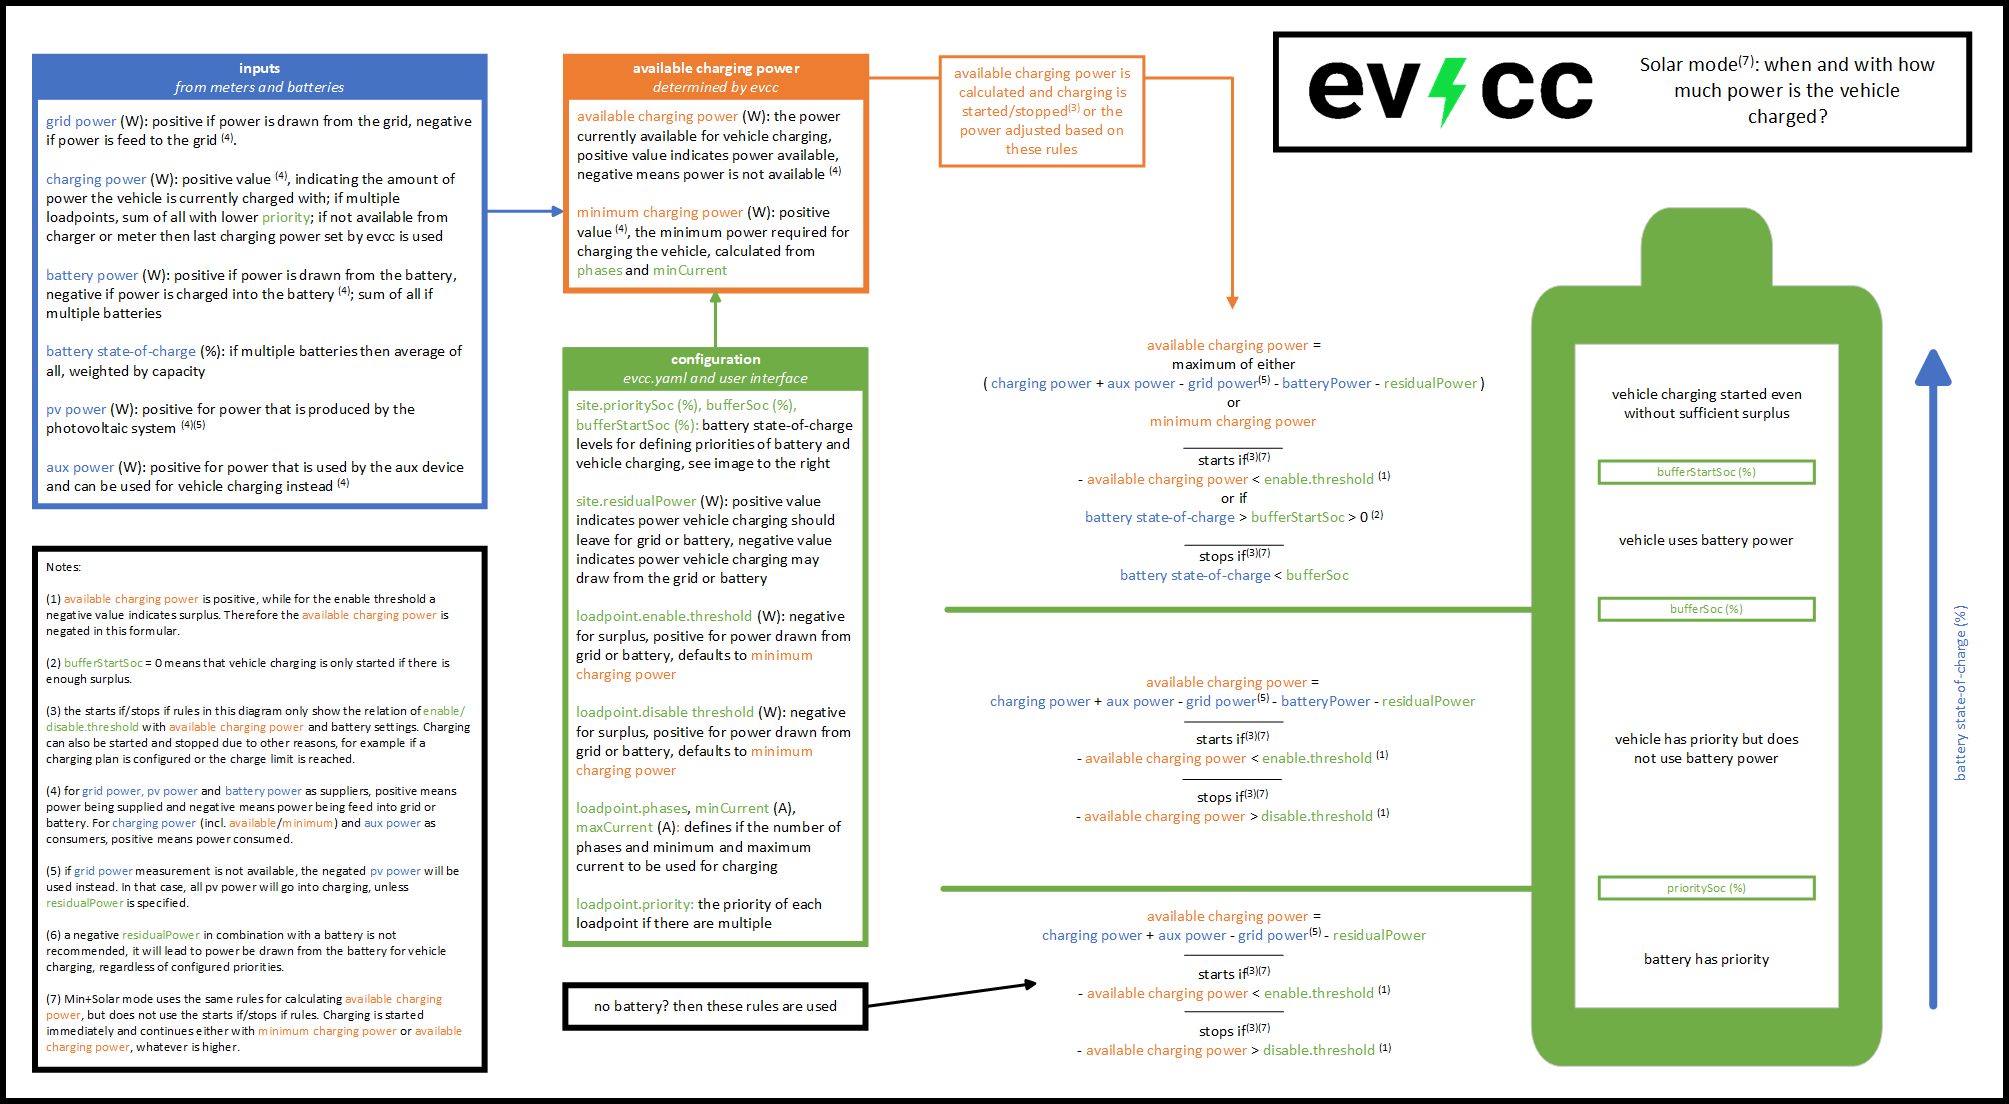 inputs
from meters and batteries
grid power (W): positive if power is drawn from the grid, negative
if power is feed to the grid (4).
charging power (W): positive value (4), indicating the amount of
power the vehicle is currently charged with; if multiple
loadpoints, sum of all with lower priority; if not available from
charger or meter then last charging power set by evcc is used
battery power (W): positive if power is drawn from the battery,
negative if power is charged into the battery (4); sum of all if
multiple batteries
battery state-of-charge (%): if multiple batteries then average of
all, weighted by capacity
pv power (W): positive for power that is produced by the
photovoltaic system (4)(5)
aux power (W): positive for power that is used by the aux device
and can be used for vehicle charging instead (4)
Notes:
(1) available charging power is positive, while for the enable threshold a
negative value indicates surplus. Therefore the available charging power is
negated in this formular.
(2) bufferStartSoc = 0 means that vehicle charging is only started if there is
enough surplus.
(3) the starts if/stops if rules in this diagram only show the relation of enable/
disable.threshold with available charging power and battery settings. Charging
can also be started and stopped due to other reasons, for example if a
charging plan is configured or the charge limit is reached.
(4) for grid power, pv power and battery power as suppliers, positive means
power being supplied and negative means power being feed into grid or
battery. For charging power (incl. available/minimum) and aux power as
consumers, positive means power consumed.
(5) if grid power measurement is not available, the negated pv power will be
used instead. In that case, all pv power will go into charging, unless
residualPower is specified.
(6) a negative residualPower in combination with a battery is not
recommended, it will lead to power be drawn from the battery for vehicle
charging, regardless of configured priorities.
(7) Min+Solar mode uses the same rules for calculating available charging
power, but does not use the starts if/stops if rules. Charging is started
immediately and continues either with minimum charging power or available
charging power, whatever is higher.
available charging power
determined by evcc
available charging power (W): the power
currently available for vehicle charging,
positive value indicates power available,
negative means power is not available (4)
minimum charging power (W): positive
value (4), the minimum power required for
charging the vehicle, calculated from
phases and minCurrent
configuration
evcc.yaml and user interface
site.prioritySoc (%), bufferSoc (%),
bufferStartSoc (%): battery state-of-charge
levels for defining priorities of battery and
vehicle charging, see image to the right
site.residualPower (W): positive value
indicates power vehicle charging should
leave for grid or battery, negative value
indicates power vehicle charging may
draw from the grid or battery
loadpoint.enable.threshold (W): negative
for surplus, positive for power drawn from
grid or battery, defaults to minimum
charging power
loadpoint.disable threshold (W): negative
for surplus, positive for power drawn from
grid or battery, defaults to minimum
charging power
loadpoint.phases, minCurrent (A),
maxCurrent (A): defines if the number of
phases and minimum and maximum
current to be used for charging
loadpoint.priority: the priority of each
loadpoint if there are multiple
no battery? then these rules are used
available charging power is
calculated and charging is
started/stopped(3) or the
power adjusted based on
these rules
available charging power =
maximum of either
( charging power + aux power - grid power(5) - batteryPower - residualPower )
or
minimum charging power
starts if(3)(7)
- available charging power < enable.threshold (1)
or if
battery state-of-charge > bufferStartSoc > 0 (2)
stops if(3)(7)
battery state-of-charge < bufferSoc
available charging power =
charging power + aux power - grid power(5) - batteryPower - residualPower
starts if(3)(7)
- available charging power < enable.threshold (1)
stops if(3)(7)
- available charging power > disable.threshold (1)
available charging power =
charging power + aux power - grid power(5) - residualPower
starts if(3)(7)
- available charging power < enable.threshold (1)
stops if(3)(7)
- available charging power > disable.threshold (1)
ev cc
Solar mode(7): when and with how
much power is the vehicle
charged?
vehicle charging started even
without sufficient surplus
bufferStartSoc (%)
vehicle uses battery power
bufferSoc (%)
vehicle has priority but does
not use battery power
prioritySoc (%)
battery has priority
battery state-of-charge (%)